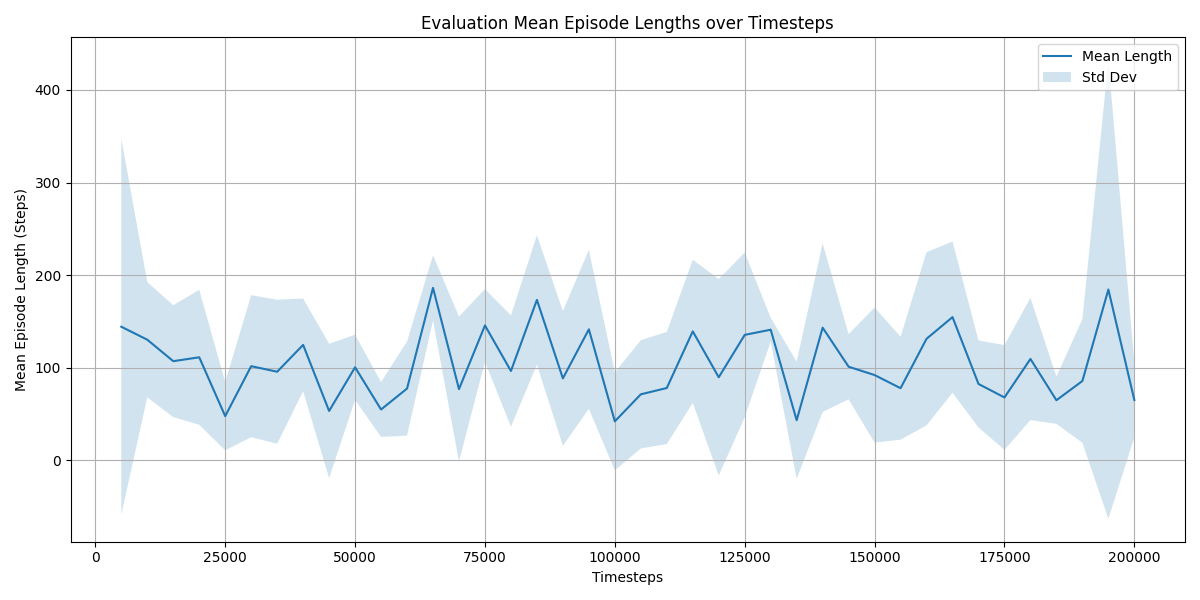 Evaluation Mean Episode Lengths over Timesteps
Mean Length
Std Dev
Mean Episode Length (Steps)
400
300
200
100
0
0 25000 50000 75000 100000 125000 150000 175000 200000
Timesteps